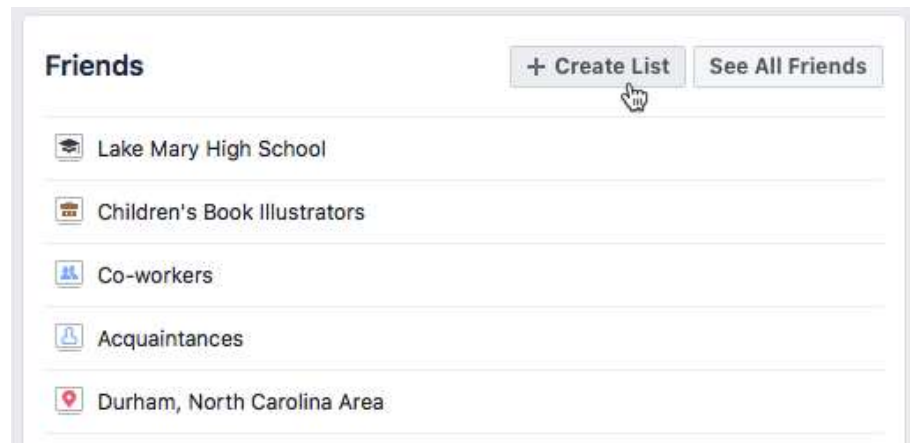 Friends
+ Create List
See All Friends
Lake Mary High School
Children's Book Illustrators
Co-workers
Acquaintances
Durham, North Carolina Area